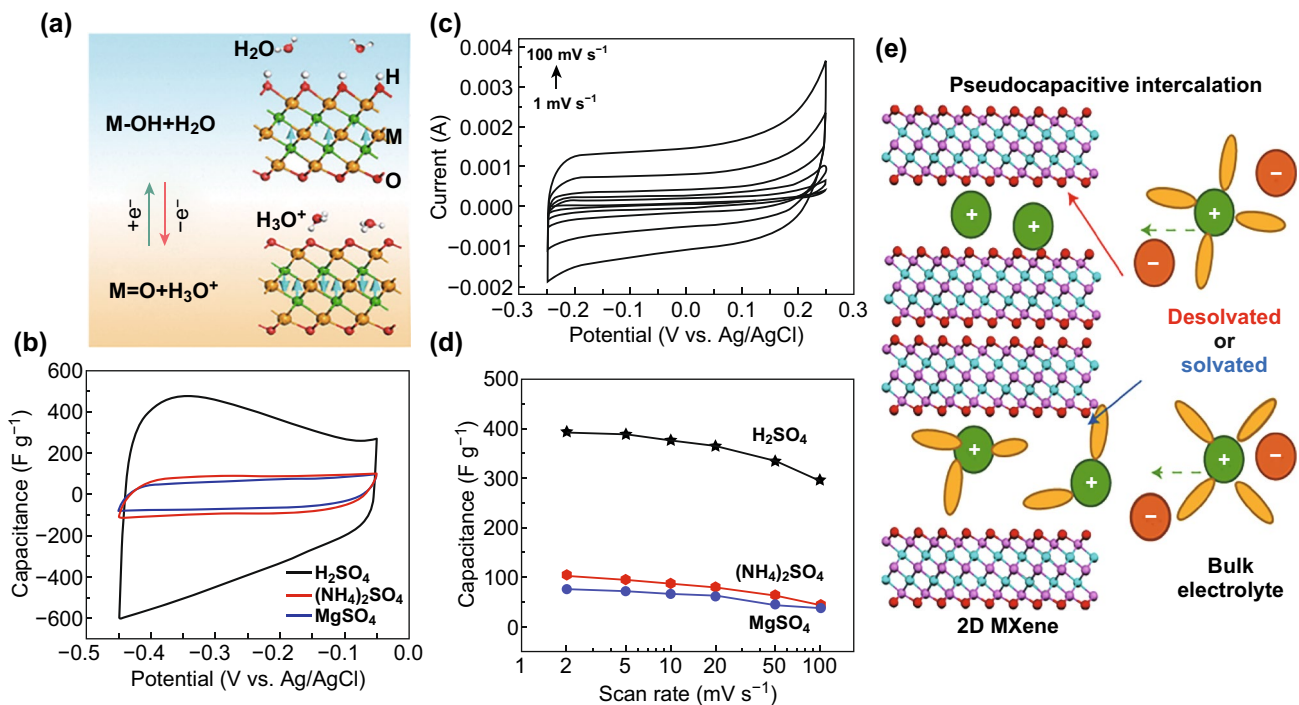 (a)
H₂O
H
M-OH+H₂O
M
O
+e⁻
−e⁻
H₃O⁺
M=O+H₃O⁺
(b)
600
400
200
0
−200
−400
−600
Capacitance (F g⁻¹)
H₂SO₄
(NH4)₂SO₄
MgSO₄
−0.5
−0.4
−0.3
−0.2
−0.1
0.0
Potential (V vs. Ag/AgCl)
(c)
0.004
0.003
0.002
0.001
0.000
−0.001
−0.002
Current (A)
100 mV s⁻¹
1 mV s⁻¹
−0.3
−0.2
−0.1
0.0
0.1
0.2
0.3
Potential (V vs. Ag/AgCl)
(d)
500
400
300
200
100
0
Capacitance (F g⁻¹)
H₂SO₄
(NH4)₂SO₄
MgSO₄
1
2
5
10
20
50
100
Scan rate (mV s⁻¹)
(e)
Pseudocapacitive intercalation
+
+
+
−
−
Desolvated
or
solvated
+
+
+
−
−
Bulk
electrolyte
2D MXene